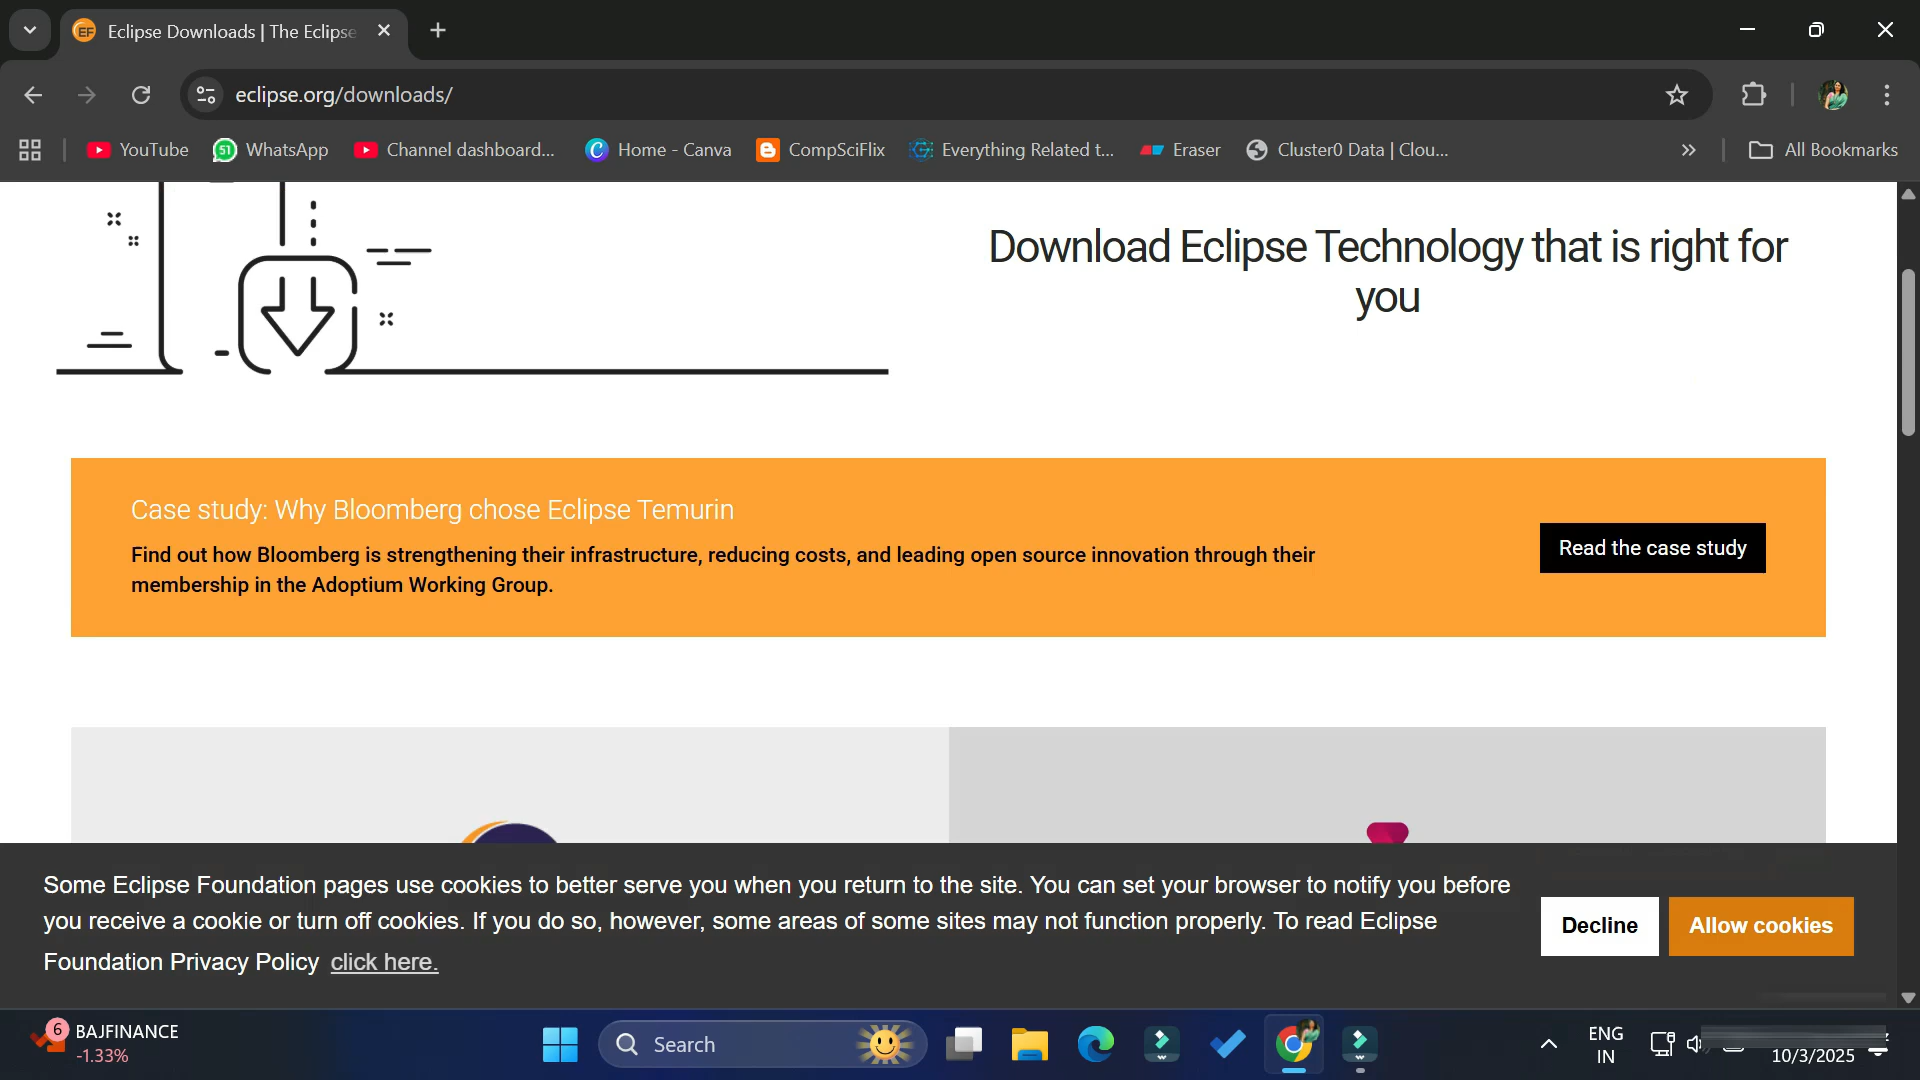 EF Eclipse Downloads | The Eclipse
eclipse.org/downloads/
YouTube
51 WhatsApp
Channel dashboard...
Home - Canva
CompSciFlix
Everything Related t...
Eraser
Cluster0 Data | Clou...
All Bookmarks
Download Eclipse Technology that is right for
you
Case study: Why Bloomberg chose Eclipse Temurin
Find out how Bloomberg is strengthening their infrastructure, reducing costs, and leading open source innovation through their
membership in the Adoptium Working Group.
Read the case study
Some Eclipse Foundation pages use cookies to better serve you when you return to the site. You can set your browser to notify you before
you receive a cookie or turn off cookies. If you do so, however, some areas of some sites may not function properly. To read Eclipse
Foundation Privacy Policy click here.
Decline
Allow cookies
6 BAJFINANCE
-1.33%
Search
ENG
IN
10/3/2025